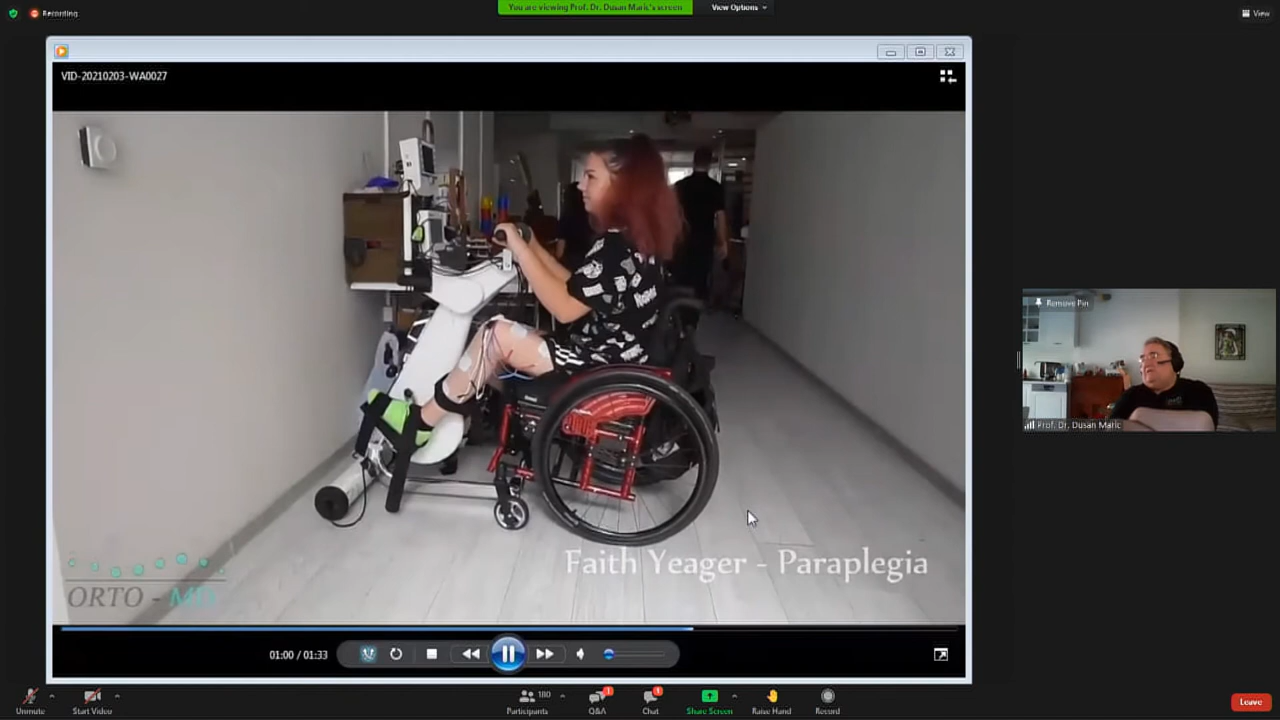 Recording
You are viewing Prof. Dr. Dusan Maric's screen
View Options
View
VID-20210203-WA0027
Faith Yeager - Paraplegia
ORTO - MD
01:00 / 01:33
Remove Pin
Prof. Dr. Dusan Maric
Unmute
Start Video
180
Participants
1
Q&A
1
Chat
Share Screen
Raise Hand
Record
Leave